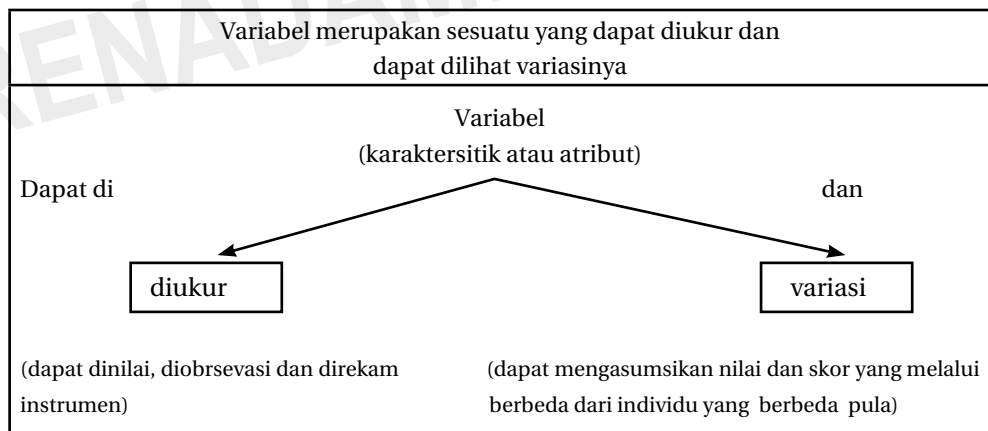 Variabel merupakan sesuatu yang dapat diukur dan
dapat dilihat variasinya
Variabel
(karaktersitik atau atribut)
Dapat di
dan
diukur
variasi
(dapat dinilai, diobrsevasi dan direkam
instrumen)
(dapat mengasumsikan nilai dan skor yang melalui
berbeda dari individu yang berbeda pula)